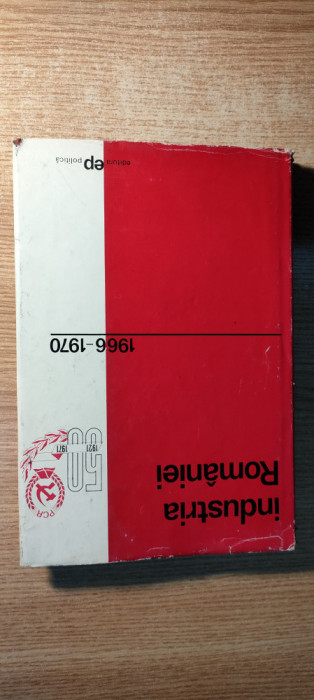 industria
României
PCR
50
1921
1971
1966-1970
ep
editura politică